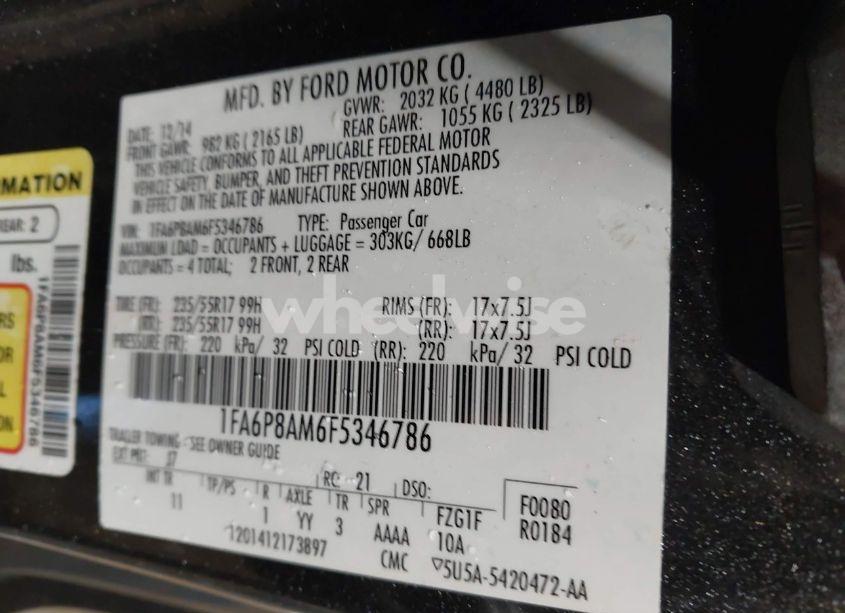 MFD. BY FORD MOTOR CO.
DATE: 12/14 GVWR: 2032 KG ( 4480 LB)
FRONT GAWR: 982 KG ( 2165 LB) REAR GAWR: 1055 KG ( 2325 LB)
THIS VEHICLE CONFORMS TO ALL APPLICABLE FEDERAL MOTOR
VEHICLE SAFETY, BUMPER, AND THEFT PREVENTION STANDARDS
IN EFFECT ON THE DATE OF MANUFACTURE SHOWN ABOVE.
VIN: 1FA6P8AM6F5346786 TYPE: Passenger Car
MAXIMUM LOAD = OCCUPANTS + LUGGAGE = 303KG/ 668LB
OCCUPANTS = 4 TOTAL; 2 FRONT, 2 REAR
TIRE (FR): 235/55R17 99H RIMS (FR): 17x7.5J
(RR): 235/55R17 99H (RR): 17x7.5J
PRESSURE (FR): 220 kPa/ 32 PSI COLD (RR): 220 kPa/ 32 PSI COLD
1FA6P8AM6F5346786
TRAILER TOWING - SEE OWNER GUIDE
EXT PNT: J7 RC: 21 DSO:
INT TR TP/PS R AXLE TR SPR FZG1F F0080
11 1 YY 3 AAAA 10A R0184
1201412173897 CMC ▽5U5A-5420472-AA
RMATION
REAR: 2
lbs.
RS
OR
L
1FA6P8AM6F5346786
wheelwise